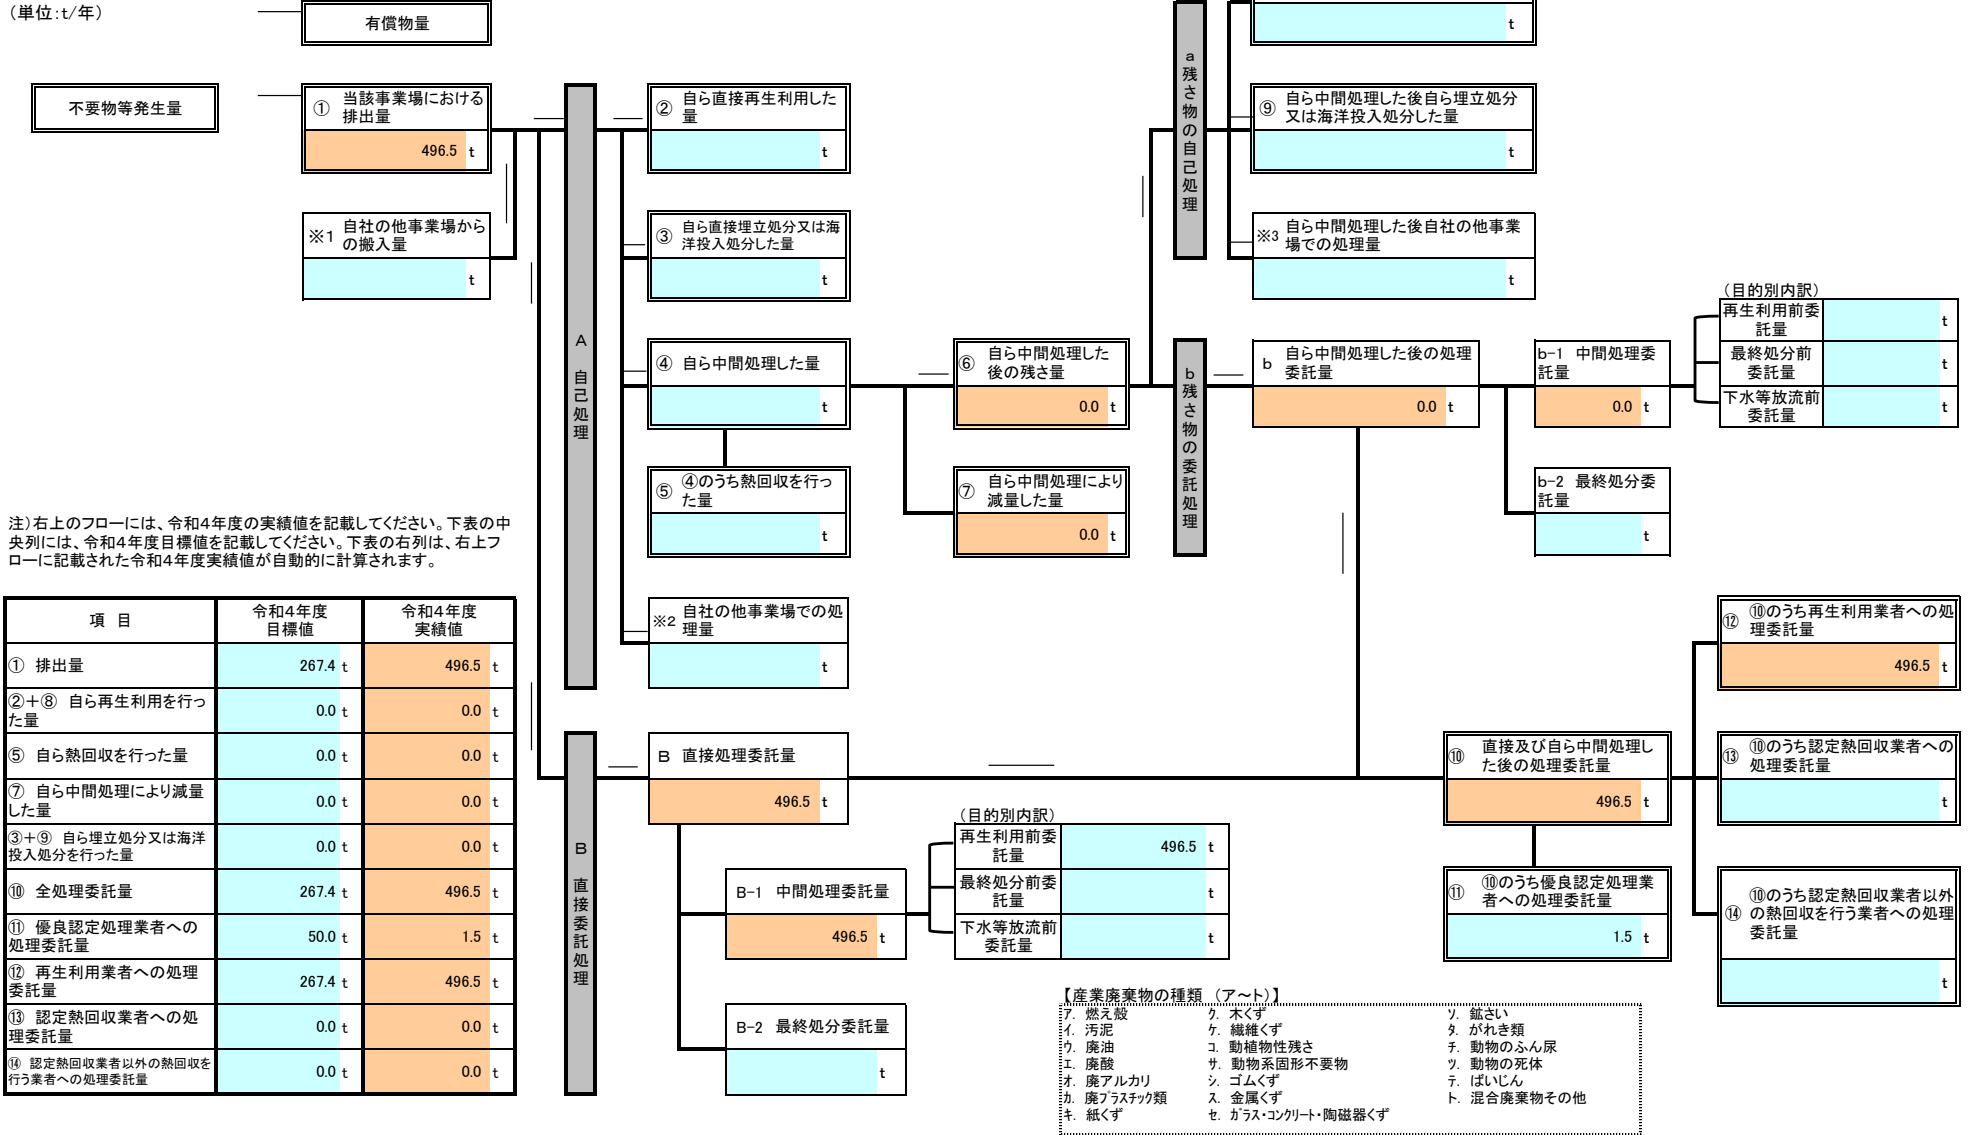 (単位:t/年)
有償物量
t
不要物等発生量
① 当該事業場における
排出量
496.5 t
※1 自社の他事業場から
の搬入量
t
A 自己処理
② 自ら直接再生利用した
量
t
③ 自ら直接埋立処分又は海
洋投入処分した量
t
④ 自ら中間処理した量
t
⑤ ④のうち熱回収を行っ
た量
t
※2 自社の他事業場での処
理量
t
⑥ 自ら中間処理した
後の残さ量
0.0 t
⑦ 自ら中間処理により
減量した量
0.0 t
a残さ物の自己処理
⑨ 自ら中間処理した後自ら埋立処分
又は海洋投入処分した量
t
※3 自ら中間処理した後自社の他事業
場での処理量
t
b残さ物の委託処理
b 自ら中間処理した後の処理
委託量
0.0 t
b-1 中間処理委
託量
0.0 t
b-2 最終処分委
託量
t
(目的別内訳)
再生利用前委
託量
t
最終処分前
委託量
t
下水等放流前
委託量
t
注)右上のフローには、令和4年度の実績値を記載してください。下表の中
央列には、令和4年度目標値を記載してください。下表の右列は、右上フ
ローに記載された令和4年度実績値が自動的に計算されます。
項 目 令和4年度
目標値 令和4年度
実績値
① 排出量 267.4 t 496.5 t
②+⑧ 自ら再生利用を行っ
た量 0.0 t 0.0 t
⑤ 自ら熱回収を行った量 0.0 t 0.0 t
⑦ 自ら中間処理により減量
した量 0.0 t 0.0 t
③+⑨ 自ら埋立処分又は海洋
投入処分を行った量 0.0 t 0.0 t
⑩ 全処理委託量 267.4 t 496.5 t
⑪ 優良認定処理業者への
処理委託量 50.0 t 1.5 t
⑫ 再生利用業者への処理
委託量 267.4 t 496.5 t
⑬ 認定熱回収業者への処
理委託量 0.0 t 0.0 t
⑭ 認定熱回収業者以外の熱回収を
行う業者への処理委託量 0.0 t 0.0 t
B 直接委託処理
B 直接処理委託量
496.5 t
B-1 中間処理委託量
496.5 t
B-2 最終処分委託量
t
(目的別内訳)
再生利用前委
託量
496.5 t
最終処分前委
託量
t
下水等放流前
委託量
t
⑩ 直接及び自ら中間処理し
た後の処理委託量
496.5 t
⑪ ⑩のうち優良認定処理業
者への処理委託量
1.5 t
⑫ ⑩のうち再生利用業者への処
理委託量
496.5 t
⑬ ⑩のうち認定熱回収業者への
処理委託量
t
⑭ ⑩のうち認定熱回収業者以外
の熱回収を行う業者への処理
委託量
t
【産業廃棄物の種類 (ア~ト)】
ア. 燃え殻 ク. 木くず ソ. 鉱さい
イ. 汚泥 ケ. 繊維くず タ. がれき類
ウ. 廃油 コ. 動植物性残さ チ. 動物のふん尿
エ. 廃酸 サ. 動物系固形不要物 ツ. 動物の死体
オ. 廃アルカリ シ. ゴムくず テ. ばいじん
カ. 廃プラスチック類 ス. 金属くず ト. 混合廃棄物その他
キ. 紙くず セ. ガラス・コンクリート・陶磁器くず